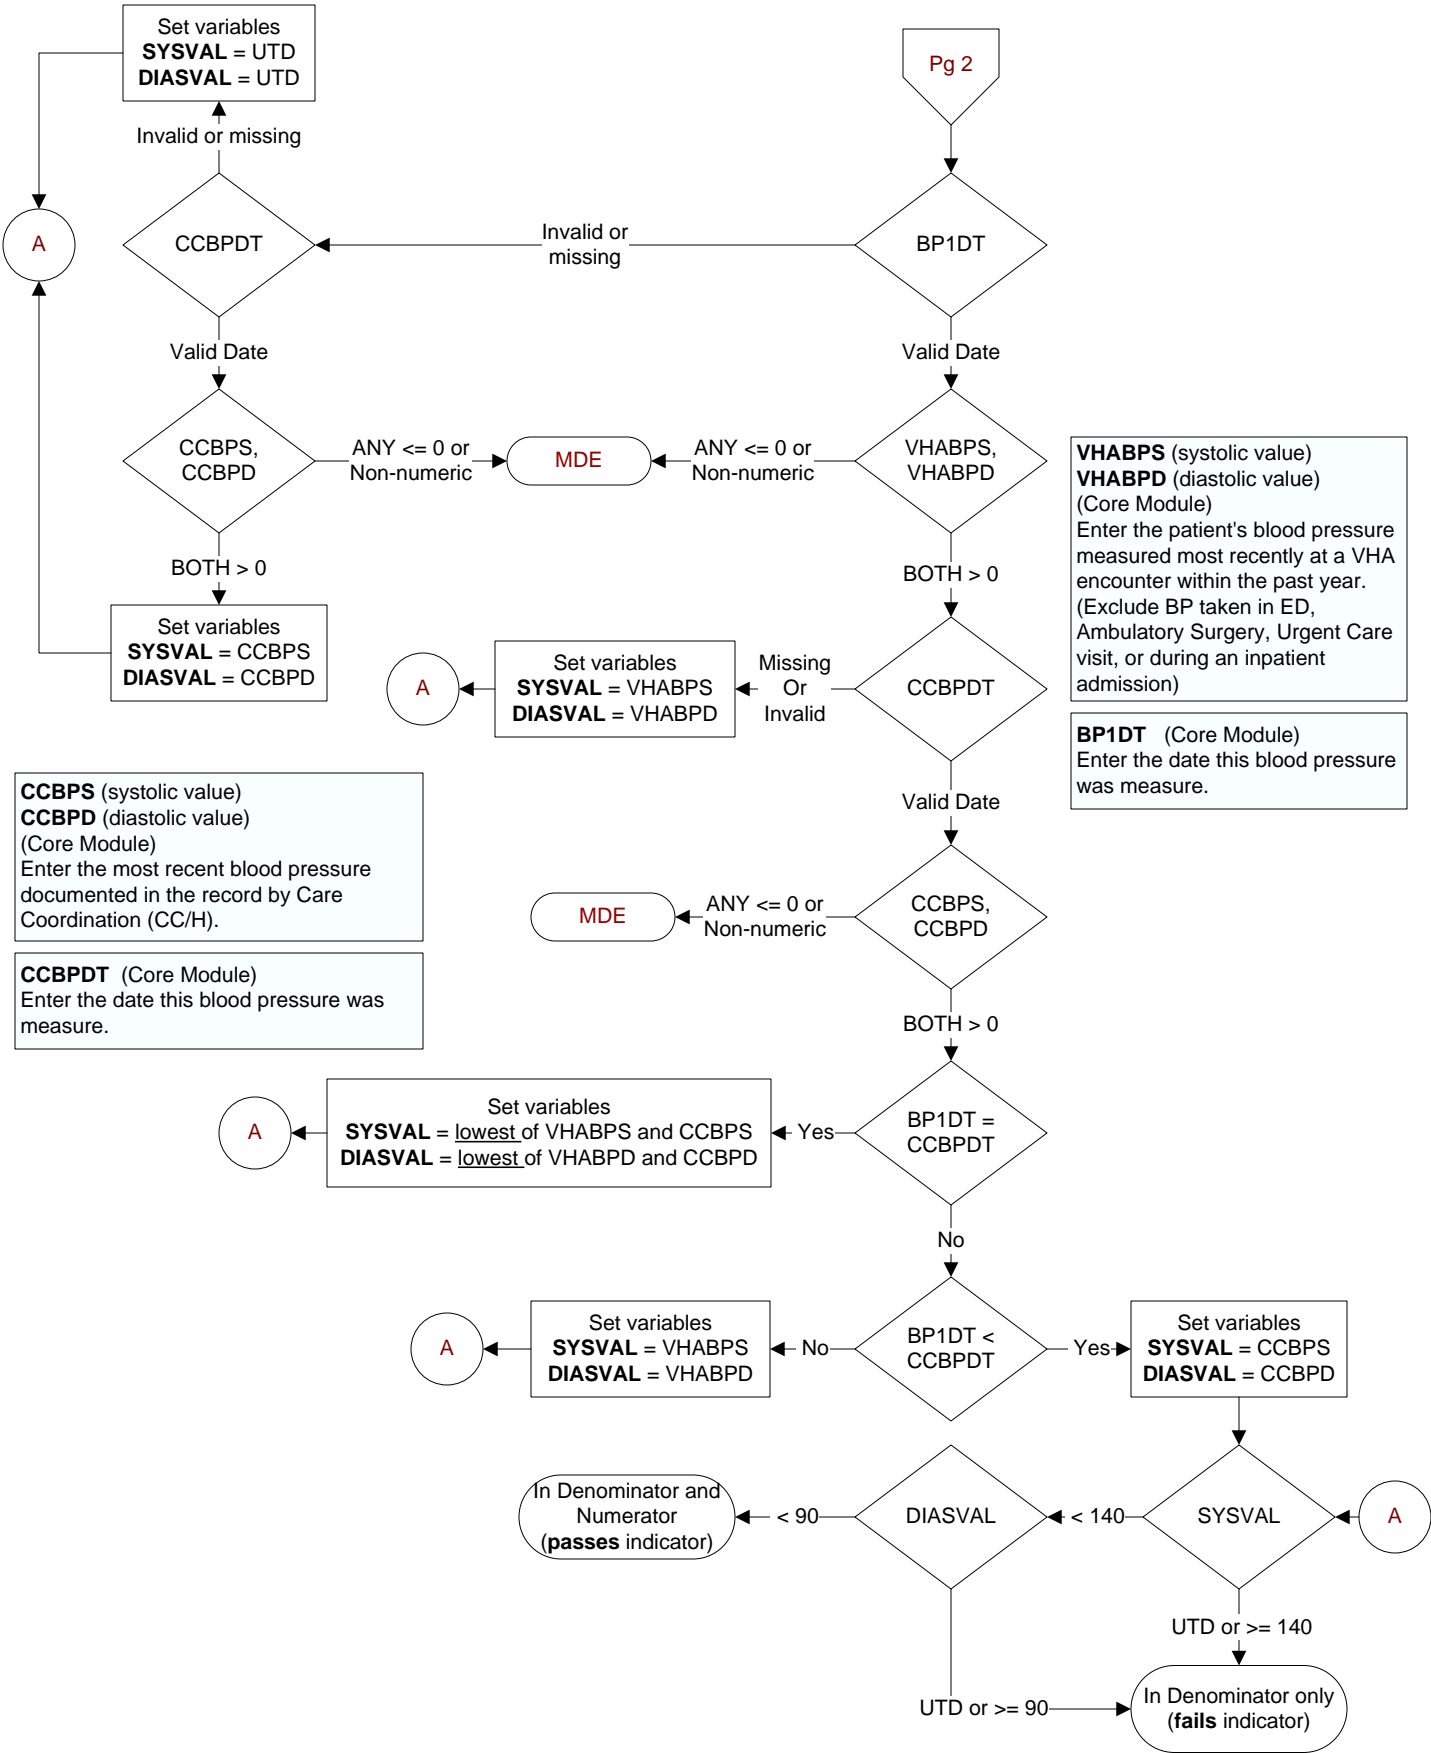 Set variables
SYSVAL = UTD
DIASVAL = UTD
Pg 2
Invalid or missing
A
CCBPDT
Invalid or
missing
BP1DT
Valid Date
Valid Date
CCBPS,
CCBPD
ANY <= 0 or
Non-numeric
MDE
ANY <= 0 or
Non-numeric
VHABPS,
VHABPD
VHABPS (systolic value)
VHABPD (diastolic value)
(Core Module)
Enter the patient's blood pressure
measured most recently at a VHA
encounter within the past year.
(Exclude BP taken in ED,
Ambulatory Surgery, Urgent Care
visit, or during an inpatient
admission)
BOTH > 0
BOTH > 0
Set variables
SYSVAL = CCBPS
DIASVAL = CCBPD
A
Set variables
SYSVAL = VHABPS
DIASVAL = VHABPD
Missing
Or
Invalid
CCBPDT
BP1DT (Core Module)
Enter the date this blood pressure
was measure.
CCBPS (systolic value)
CCBPD (diastolic value)
(Core Module)
Enter the most recent blood pressure
documented in the record by Care
Coordination (CC/H).
Valid Date
MDE
ANY <= 0 or
Non-numeric
CCBPS,
CCBPD
CCBPDT (Core Module)
Enter the date this blood pressure was
measure.
BOTH > 0
A
Set variables
SYSVAL = lowest of VHABPS and CCBPS
DIASVAL = lowest of VHABPD and CCBPD
Yes
BP1DT =
CCBPDT
No
A
Set variables
SYSVAL = VHABPS
DIASVAL = VHABPD
No
BP1DT <
CCBPDT
Yes
Set variables
SYSVAL = CCBPS
DIASVAL = CCBPD
In Denominator and
Numerator
(passes indicator)
< 90
DIASVAL
< 140
SYSVAL
A
UTD or >= 140
UTD or >= 90
In Denominator only
(fails indicator)